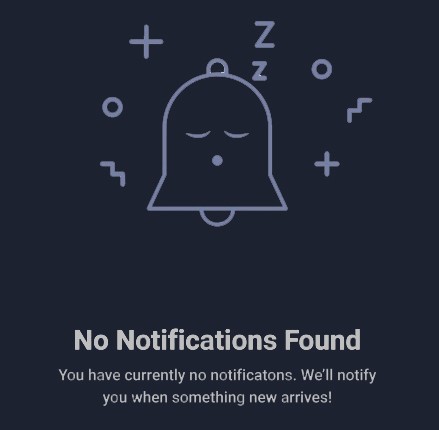 Z
z
No Notifications Found
You have currently no notificatons. We'll notify
you when something new arrives!